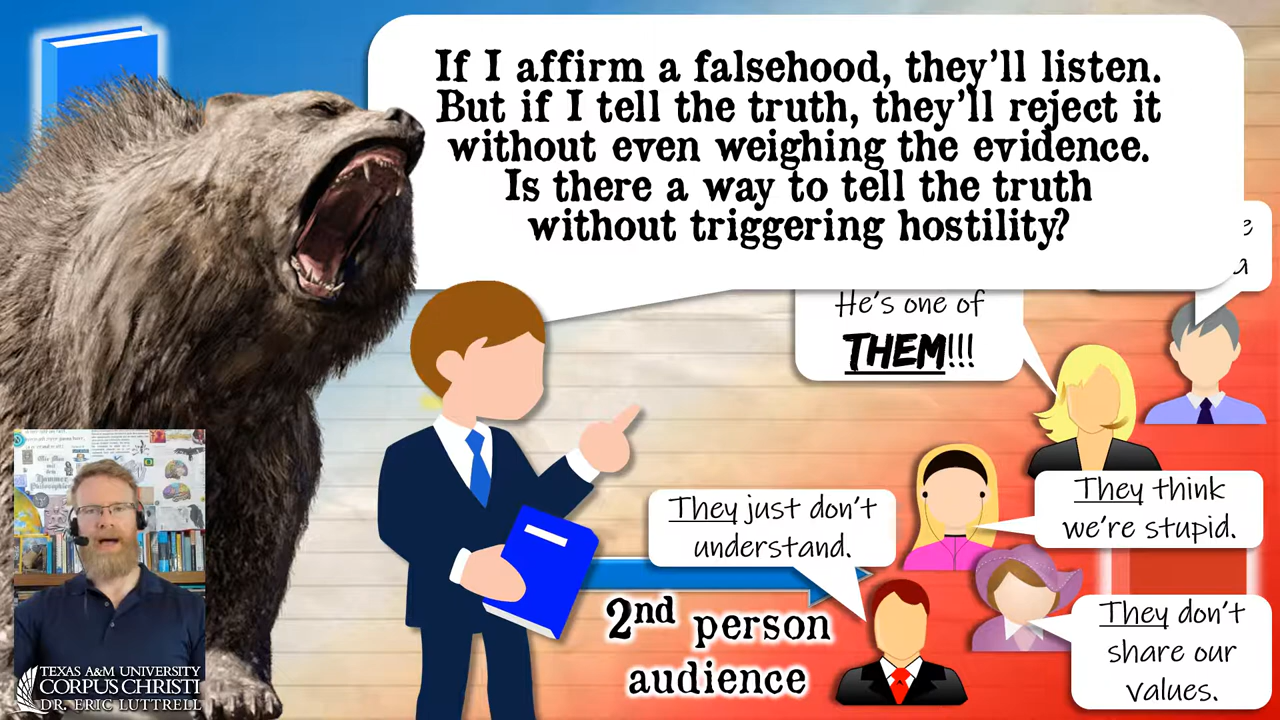 If I affirm a falsehood, they'll listen.
But if I tell the truth, they'll reject it
without even weighing the evidence.
Is there a way to tell the truth
without triggering hostility?
He's one of
THEM!!!
They think
we're stupid.
They just don't
understand.
They don't
share our
values.
2nd person
audience
TEXAS A&M UNIVERSITY
CORPUS CHRISTI
DR. ERIC LUTTRELL